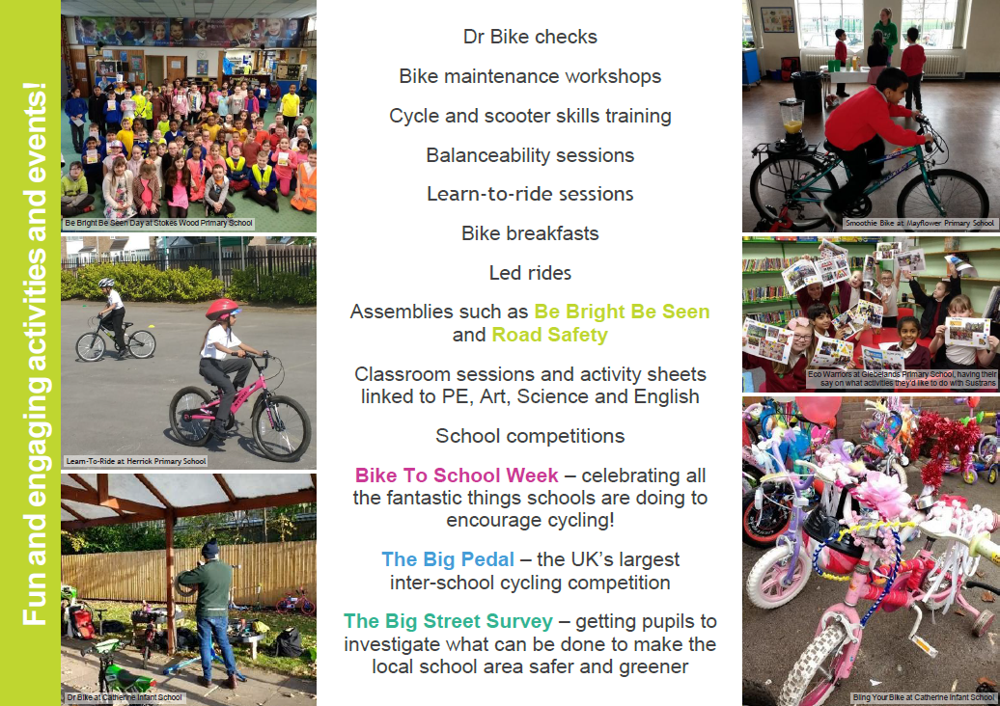 Fun and engaging activities and events!
Be Bright Be Seen Day at Stokes Wood Primary School
Learn-To-Ride at Herrick Primary School
Dr Bike at Catherine Infant School
Dr Bike checks
Bike maintenance workshops
Cycle and scooter skills training
Balanceability sessions
Learn-to-ride sessions
Bike breakfasts
Led rides
Assemblies such as Be Bright Be Seen
and Road Safety
Classroom sessions and activity sheets
linked to PE, Art, Science and English
School competitions
Bike To School Week – celebrating all
the fantastic things schools are doing to
encourage cycling!
The Big Pedal – the UK’s largest
inter-school cycling competition
The Big Street Survey – getting pupils to
investigate what can be done to make the
local school area safer and greener
Smoothie Bike at Mayflower Primary School
Eco Warriors at Glebelands Primary School, having their
say on what activities they'd like to do with Sustrans
Bling Your Bike at Catherine Infant School